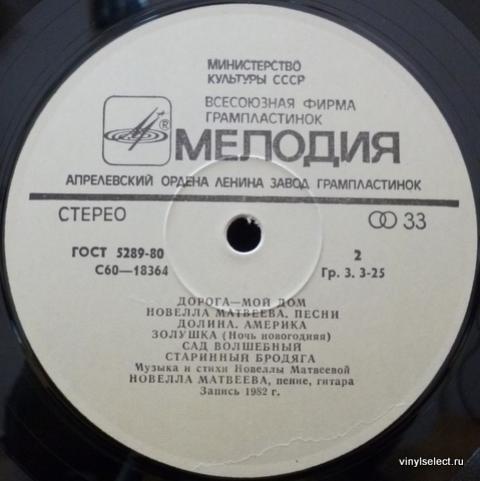 МИНИСТЕРСТВО
КУЛЬТУРЫ СССР
ВСЕСОЮЗНАЯ ФИРМА
ГРАМПЛАСТИНОК
®
МЕЛОДИЯ
АПРЕЛЕВСКИЙ ОРДЕНА ЛЕНИНА ЗАВОД ГРАМПЛАСТИНОК
СТЕРЕО 33
ГОСТ 5289-80 2
С60—18364 Гр. 3. 3-25
ДОРОГА—МОЙ ДОМ
НОВЕЛЛА МАТВЕЕВА. ПЕСНИ
ДОЛИНА. АМЕРИКА
ЗОЛУШКА (Ночь новогодняя)
САД ВОЛШЕБНЫЙ
СТАРИННЫЙ БРОДЯГА
Музыка и стихи Новеллы Матвеевой
НОВЕЛЛА МАТВЕЕВА, пение, гитара
Запись 1982 г.
vinylselect.ru